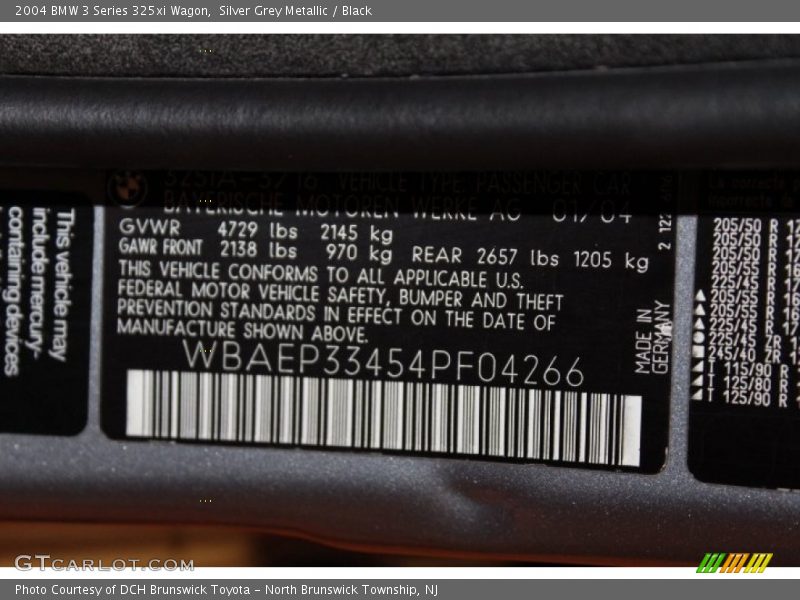 2004 BMW 3 Series 325xi Wagon, Silver Grey Metallic / Black
VEHICLE TYPE: PASSENGER CAR
BAYERISCHE MOTOREN WERKE AG 01/04
GVWR 4729 lbs 2145 kg
GAWR FRONT 2138 lbs 970 kg REAR 2657 lbs 1205 kg
THIS VEHICLE CONFORMS TO ALL APPLICABLE U.S.
FEDERAL MOTOR VEHICLE SAFETY, BUMPER AND THEFT
PREVENTION STANDARDS IN EFFECT ON THE DATE OF
MANUFACTURE SHOWN ABOVE.
WBAEP33454PF04266
MADE IN
GERMANY
This vehicle may
include mercury-
containing devices
205/50 R
205/50 R
205/50 R
205/55 R
225/45 R
205/55 R
205/55 R
225/45 R
225/45 ZR
245/40 ZR
T 115/90 R
T 125/80 R
T 125/90 R
GTCARLOT.COM
Photo Courtesy of DCH Brunswick Toyota – North Brunswick Township, NJ